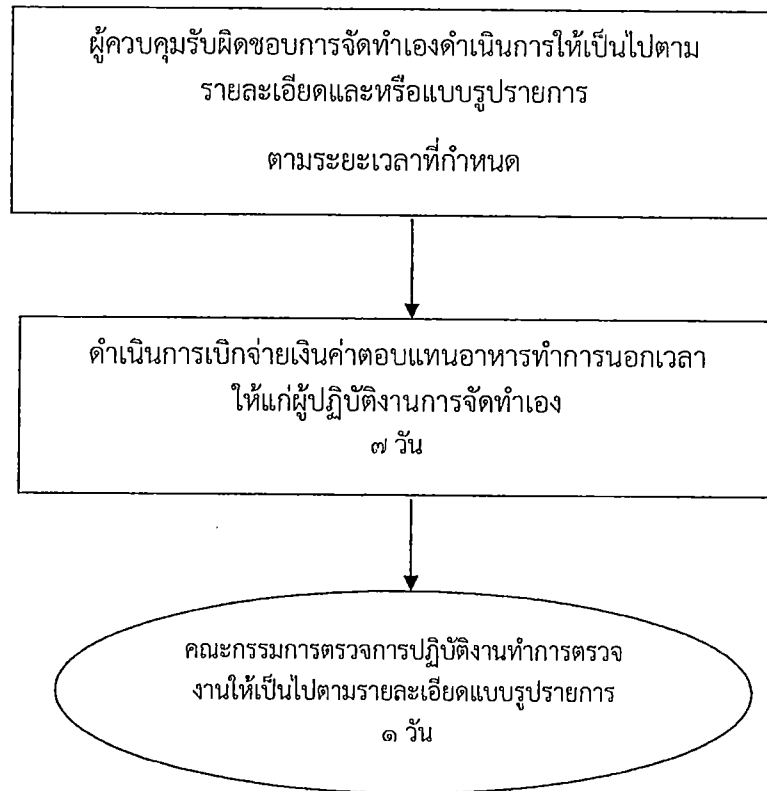 ผู้ควบคุมรับผิดชอบการจัดทำเองดำเนินการให้เป็นไปตาม
รายละเอียดและหรือแบบรูปรายการ
ตามระยะเวลาที่กำหนด
ดำเนินการเบิกจ่ายเงินค่าตอบแทนอาหารทำการนอกเวลา
ให้แก่ผู้ปฏิบัติงานการจัดทำเอง
๗ วัน
คณะกรรมการตรวจการปฏิบัติงานทำการตรวจ
งานให้เป็นไปตามรายละเอียดแบบรูปรายการ
๑ วัน